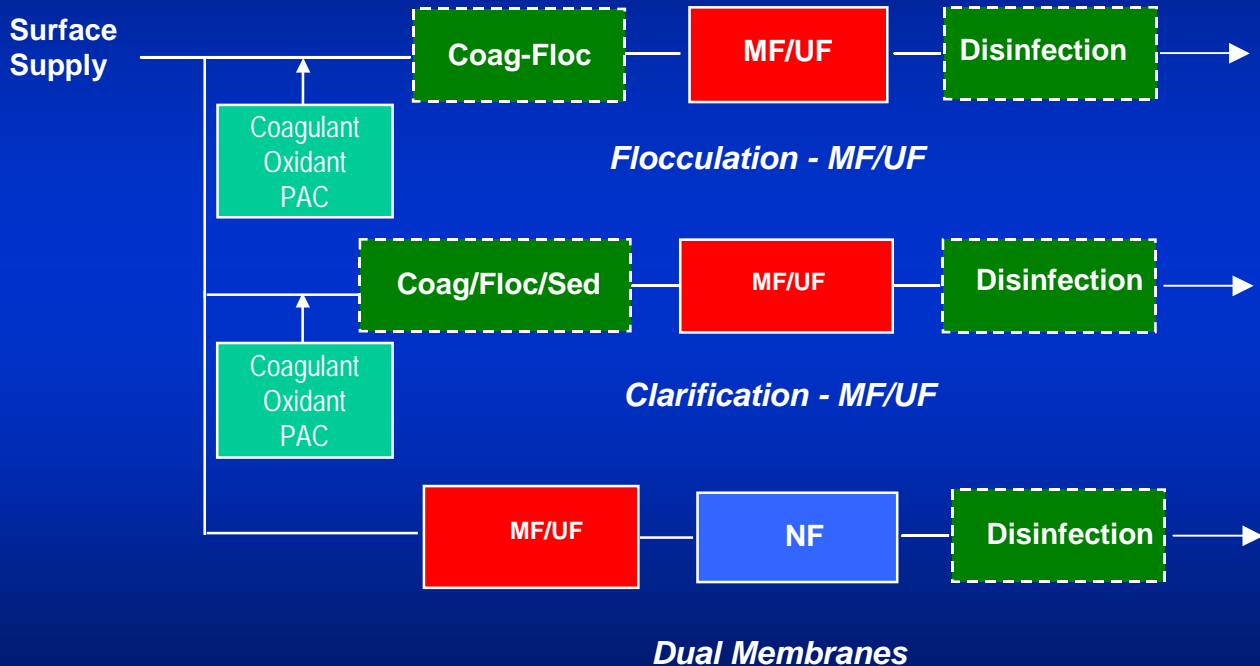 Surface
Supply
Coag-Floc
MF/UF
Disinfection
Coagulant
Oxidant
PAC
Flocculation - MF/UF
Coag/Floc/Sed
MF/UF
Disinfection
Coagulant
Oxidant
PAC
Clarification - MF/UF
MF/UF
NF
Disinfection
Dual Membranes